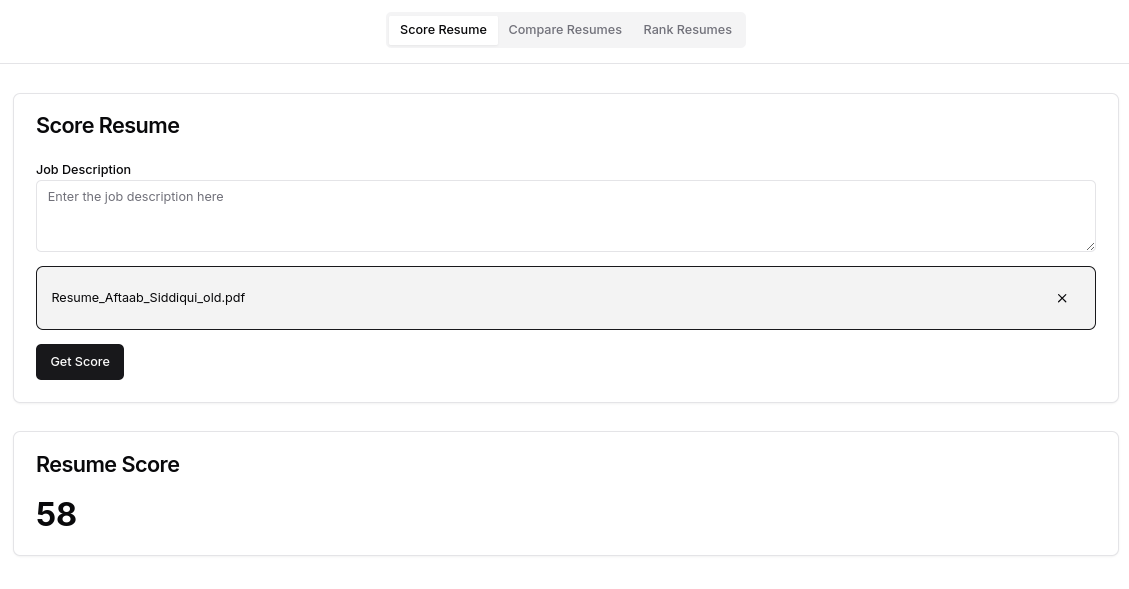 Score Resume Compare Resumes Rank Resumes
Score Resume
Job Description
Enter the job description here
Resume_Aftaab_Siddiqui_old.pdf
Get Score
Resume Score
58